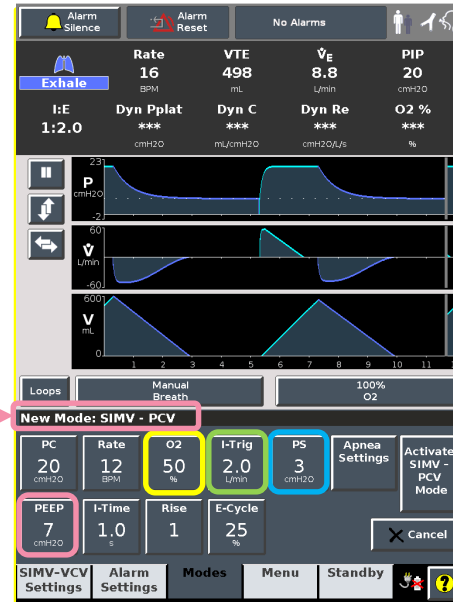 Alarm
Silence
Alarm
Reset
No Alarms
Exhale
Rate
16
BPM
VTE
498
mL
V̇E
8.8
L/min
PIP
20
cmH2O
I:E
1:2.0
Dyn Pplat
***
cmH2O
Dyn C
***
mL/cmH2O
Dyn Re
***
cmH2O/L/s
O2 %
***
%
23
P
cmH2O
-2
60
V̇
L/min
-60
600
V
mL
0
1 2 3 4 5 6 7 8 9 10 11
Loops
Manual
Breath
100%
O2
New Mode: SIMV - PCV
PC
20
cmH2O
Rate
12
BPM
O2
50
%
I-Trig
2.0
L/min
PS
3
cmH2O
Apnea
Settings
Activate
SIMV -
PCV
Mode
PEEP
7
cmH2O
I-Time
1.0
s
Rise
1
E-Cycle
25
%
Cancel
SIMV-VCV
Settings
Alarm
Settings
Modes
Menu
Standby
?